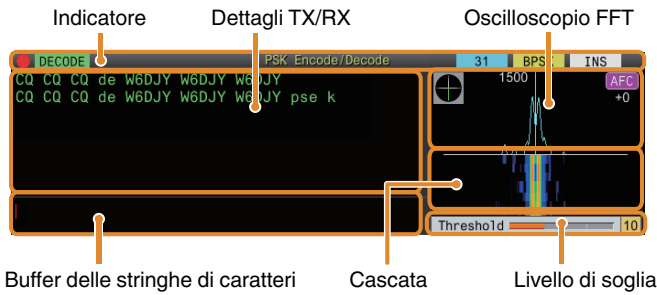 Indicatore Dettagli TX/RX Oscilloscopio FFT
DECODE PSK Encode/Decode 31 BPSK INS
CQ CQ CQ de W6DJY W6DJY W6DJY
CQ CQ CQ de W6DJY W6DJY W6DJY pse k
1500
AFC
+0
Threshold 10
Buffer delle stringhe di caratteri Cascata Livello di soglia